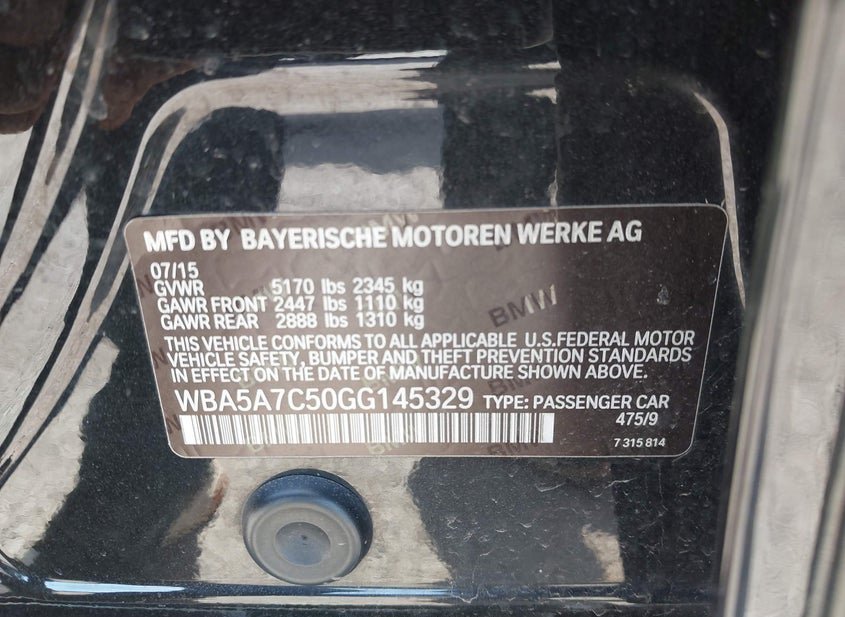 MFD BY BAYERISCHE MOTOREN WERKE AG
07/15
GVWR 5170 lbs 2345 kg
GAWR FRONT 2447 lbs 1110 kg
GAWR REAR 2888 lbs 1310 kg
THIS VEHICLE CONFORMS TO ALL APPLICABLE U.S.FEDERAL MOTOR
VEHICLE SAFETY, BUMPER AND THEFT PREVENTION STANDARDS
IN EFFECT ON THE DATE OF MANUFACTURE SHOWN ABOVE.
WBA5A7C50GG145329 TYPE: PASSENGER CAR
475/9
7 315 814
BMW